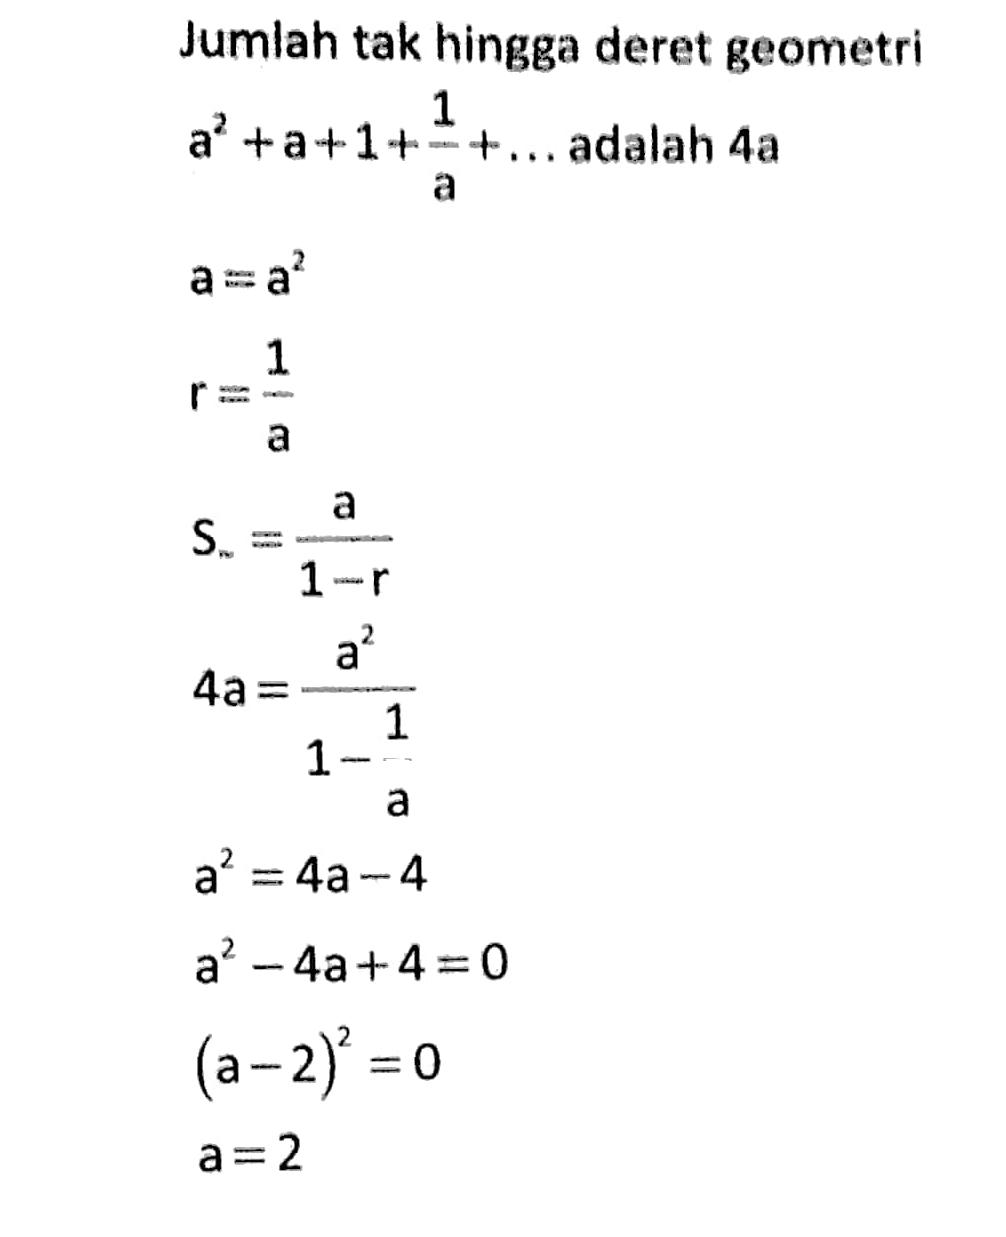 Jumlah tak hingga deret geometri
a² + a + 1 + 1/a + ... adalah 4a
a = a²
r = 1/a
S∞ = a/(1 − r)
4a = a²/(1 − 1/a)
a² = 4a − 4
a² − 4a + 4 = 0
(a − 2)² = 0
a = 2